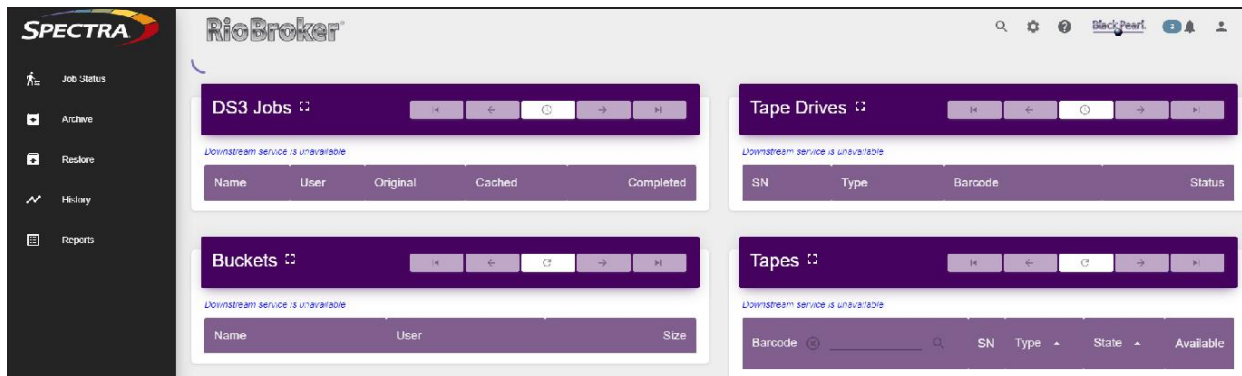 SPECTRA
RioBroker
BlackPearl
2
Job Status
Archive
Restore
History
Reports
DS3 Jobs
Downstream service is unavailable
Name User Original Cached Completed
Tape Drives
Downstream service is unavailable
SN Type Barcode Status
Buckets
Downstream service is unavailable
Name User Size
Tapes
Downstream service is unavailable
Barcode SN Type State Available